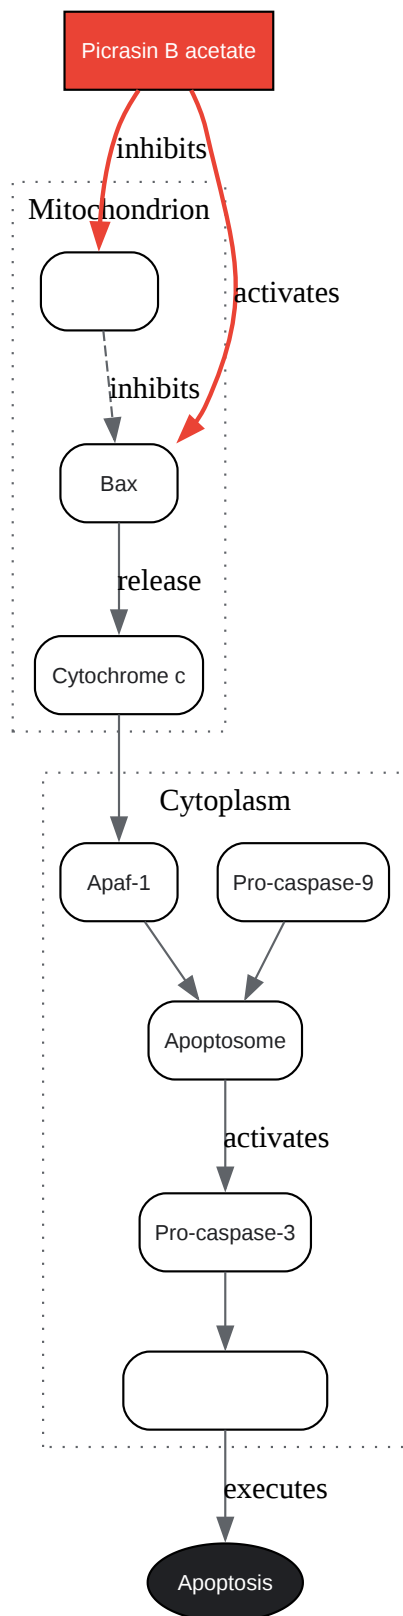 Picrasin B acetate
inhibits
Mitochondrion
activates
inhibits
Bax
release
Cytochrome c
Cytoplasm
Apaf-1
Pro-caspase-9
Apoptosome
activates
Pro-caspase-3
executes
Apoptosis